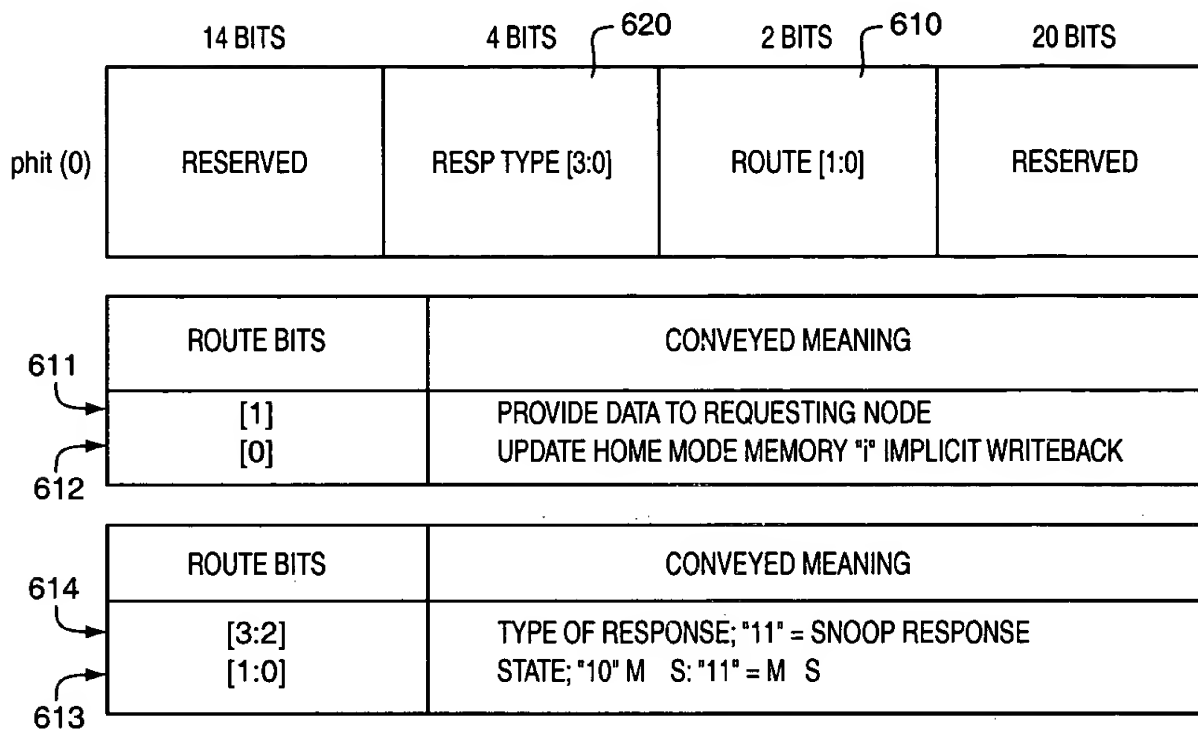 14 BITS 4 BITS 620 2 BITS 610 20 BITS
phit (0) RESERVED RESP TYPE [3:0] ROUTE [1:0] RESERVED
ROUTE BITS CONVEYED MEANING
611 [1] PROVIDE DATA TO REQUESTING NODE
612 [0] UPDATE HOME MODE MEMORY "i" IMPLICIT WRITEBACK
ROUTE BITS CONVEYED MEANING
614 [3:2] TYPE OF RESPONSE; "11" = SNOOP RESPONSE
613 [1:0] STATE; "10" M S: "11" = M S